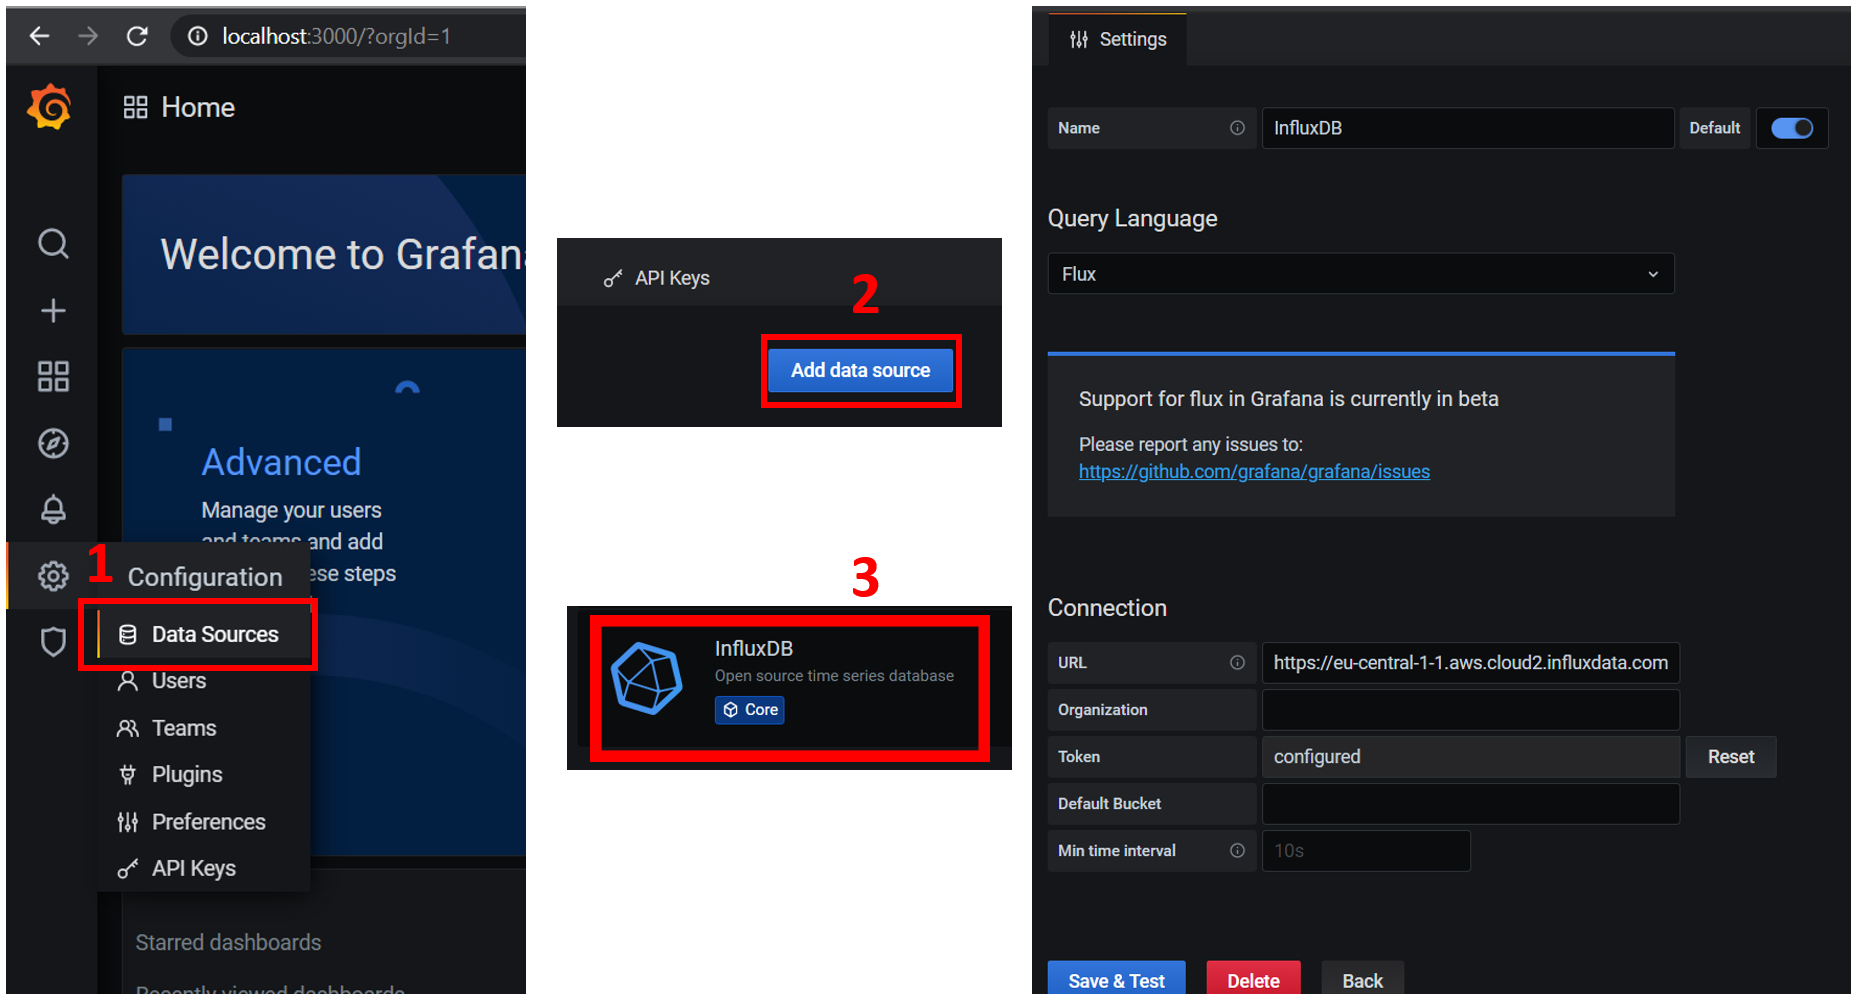 localhost:3000/?orgId=1
Home
Welcome to Grafana
Advanced
Manage your users
and teams and add
ese steps
1
Configuration
Data Sources
Users
Teams
Plugins
Preferences
API Keys
Starred dashboards
Recently viewed dashboards
API Keys
2
Add data source
3
InfluxDB
Open source time series database
Core
Settings
Name
InfluxDB
Default
Query Language
Flux
Support for flux in Grafana is currently in beta
Please report any issues to:
https://github.com/grafana/grafana/issues
Connection
URL
https://eu-central-1-1.aws.cloud2.influxdata.com
Organization
Token
configured
Reset
Default Bucket
Min time interval
10s
Save & Test
Delete
Back